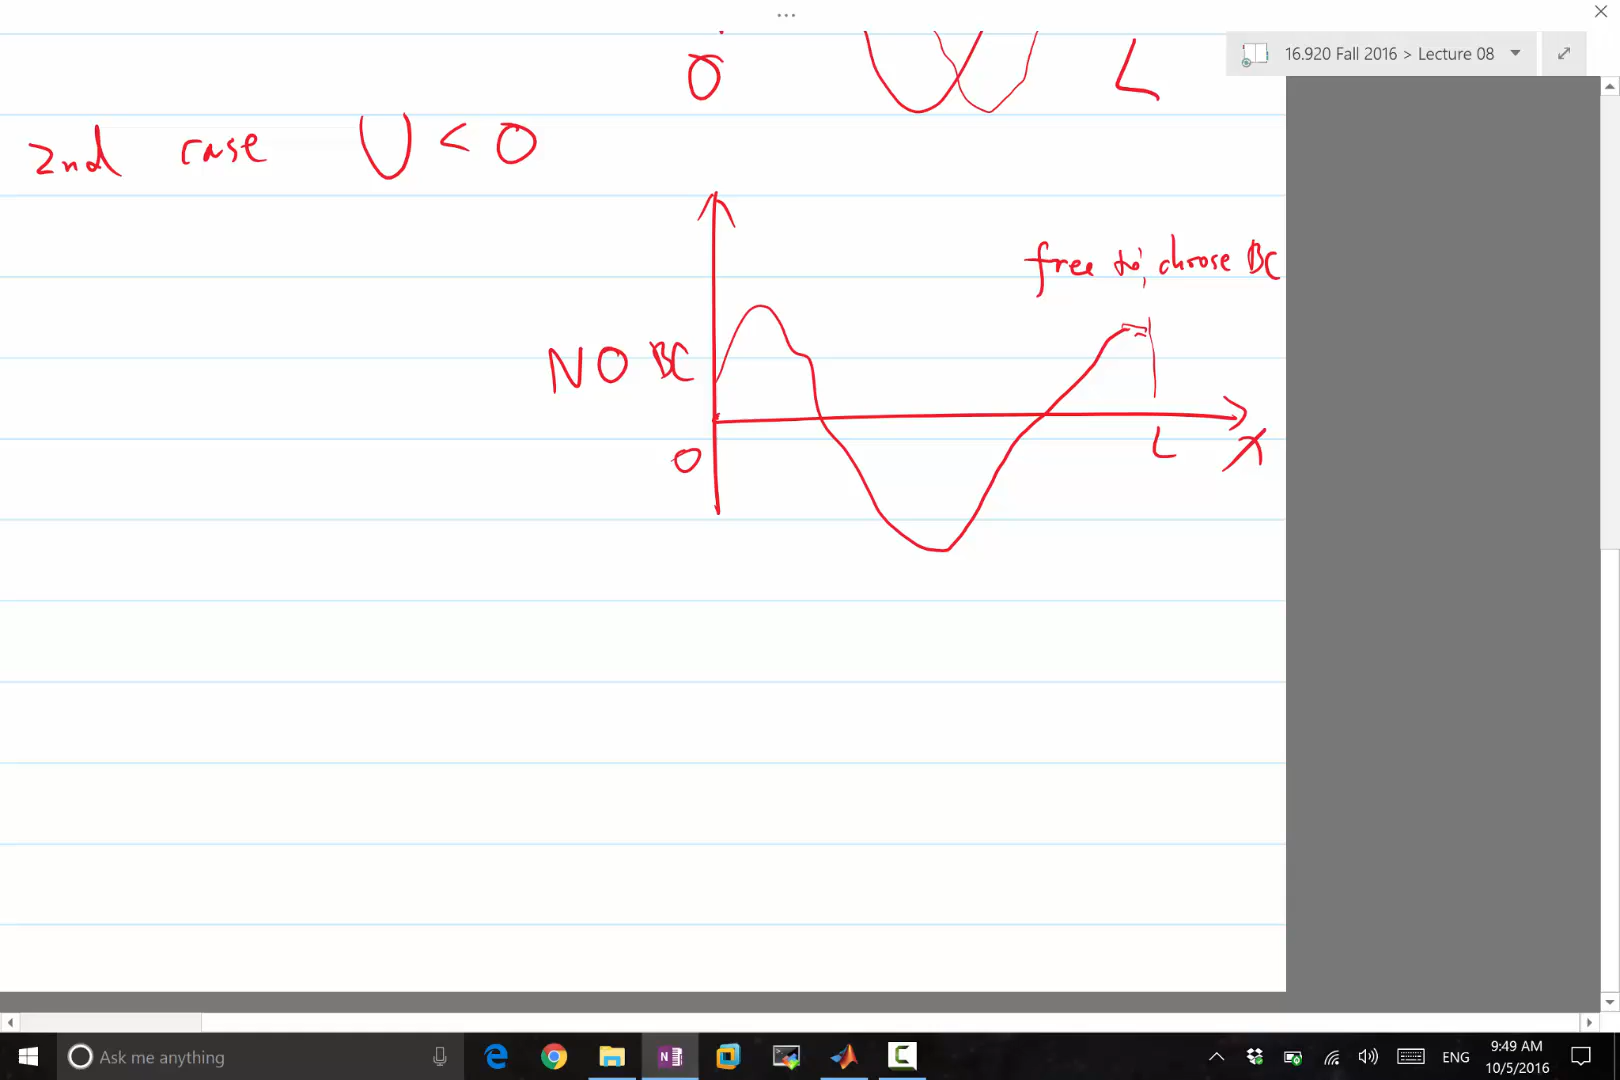 ...
16.920 Fall 2016 > Lecture 08
0
L
2nd case U < 0
free to choose BC
NO BC
0
L
x
Ask me anything
ENG
9:49 AM
10/5/2016